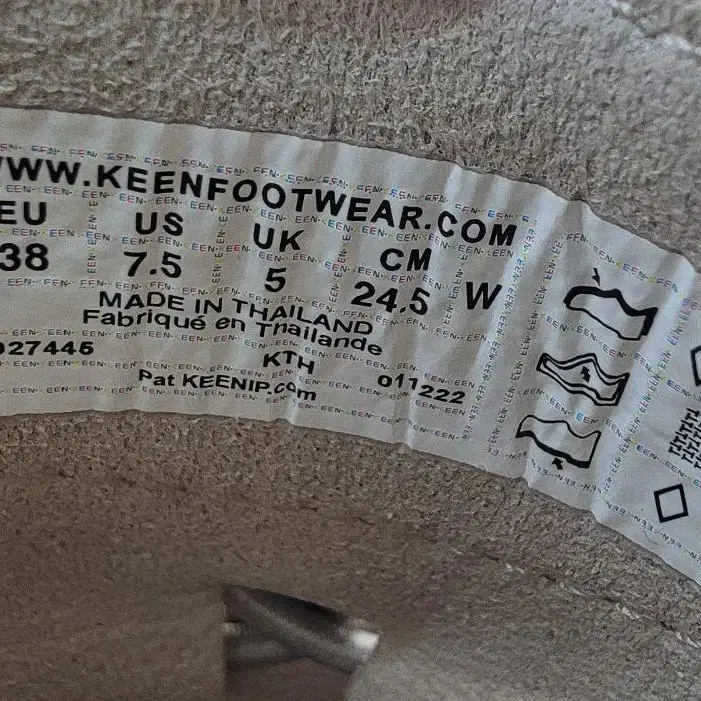 WWW.KEENFOOTWEAR.COM
EU US UK CM
38 7.5 5 24.5 W
MADE IN THAILAND
Fabriqué en Thaïlande
027445 KTH 011222
Pat KEENIP.com